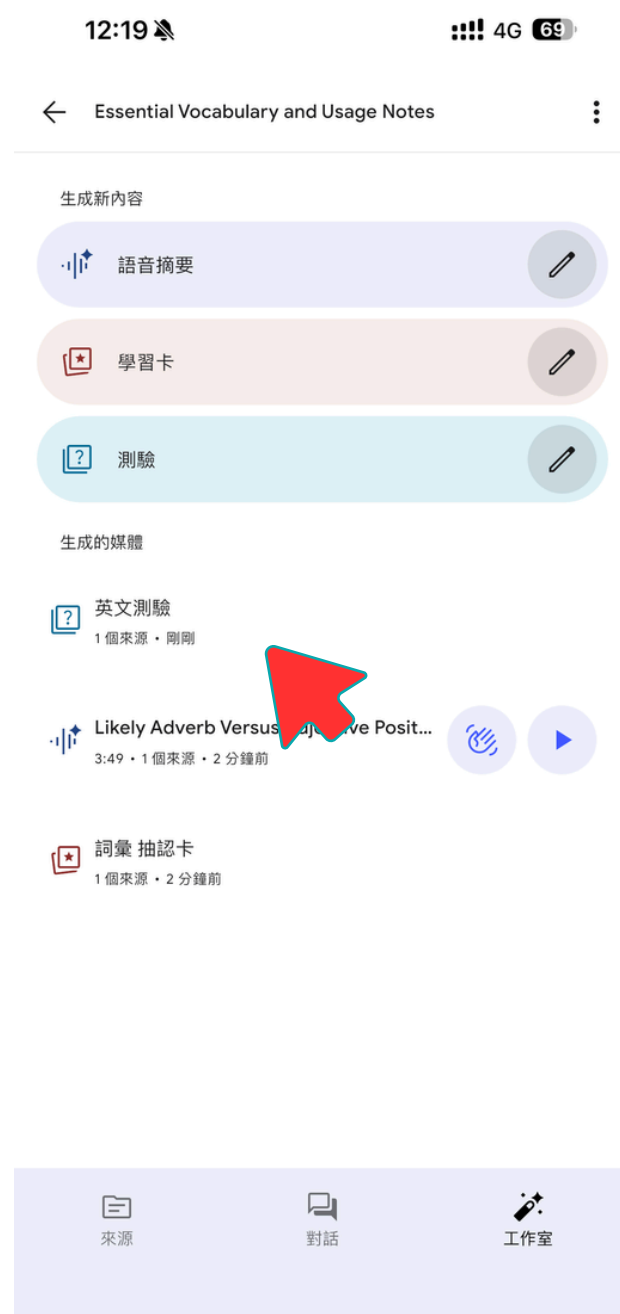 12:19
4G 69
Essential Vocabulary and Usage Notes
生成新內容
語音摘要
學習卡
測驗
生成的媒體
英文測驗
1 個來源・剛剛
Likely Adverb Versus Posit...
3:49・1 個來源・2 分鐘前
詞彙 抽認卡
1 個來源・2 分鐘前
來源
對話
工作室